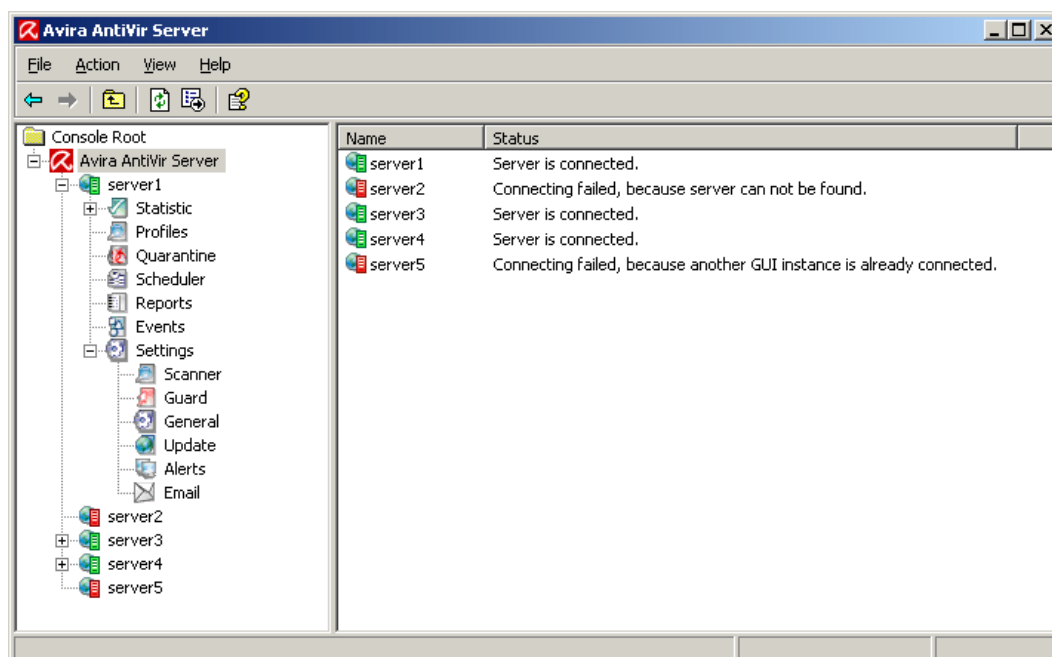 Avira AntiVir Server
File Action View Help
Console Root
Avira AntiVir Server
server1
Statistic
Profiles
Quarantine
Scheduler
Reports
Events
Settings
Scanner
Guard
General
Update
Alerts
Email
server2
server3
server4
server5
Name Status
server1 Server is connected.
server2 Connecting failed, because server can not be found.
server3 Server is connected.
server4 Server is connected.
server5 Connecting failed, because another GUI instance is already connected.